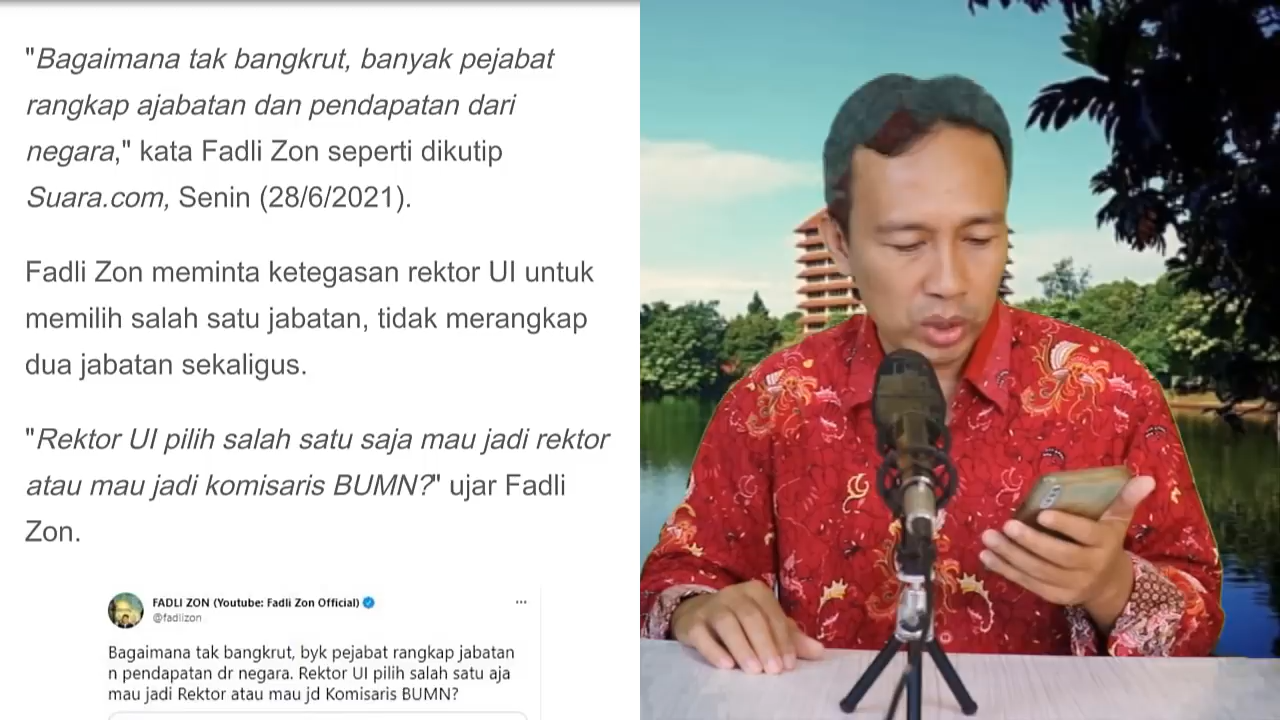 "Bagaimana tak bangkrut, banyak pejabat
rangkap ajabatan dan pendapatan dari
negara," kata Fadli Zon seperti dikutip
Suara.com, Senin (28/6/2021).
Fadli Zon meminta ketegasan rektor UI untuk
memilih salah satu jabatan, tidak merangkap
dua jabatan sekaligus.
"Rektor UI pilih salah satu saja mau jadi rektor
atau mau jadi komisaris BUMN?" ujar Fadli
Zon.
FADLI ZON (Youtube: Fadli Zon Official)
@fadlizon
Bagaimana tak bangkrut, byk pejabat rangkap jabatan
n pendapatan dr negara. Rektor UI pilih salah satu aja
mau jadi Rektor atau mau jd Komisaris BUMN?